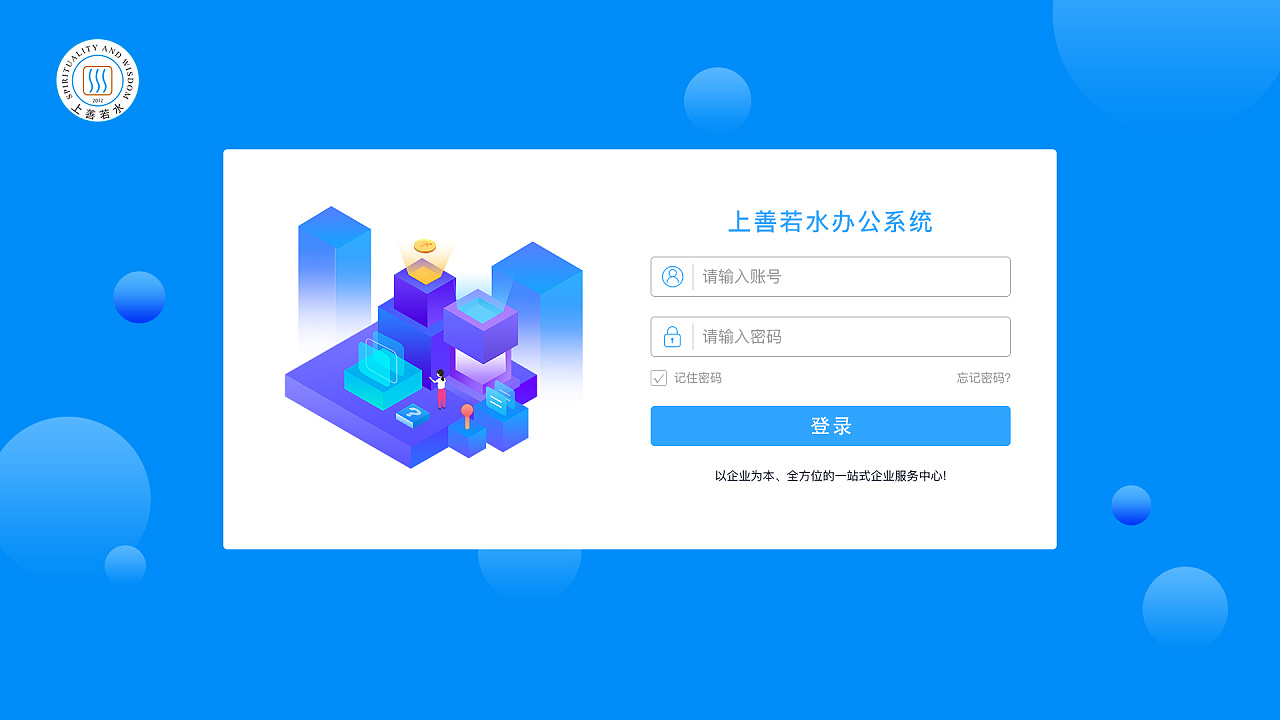 SPIRITUALITY AND WISDOM
2012
上善若水
上善若水办公系统
请输入账号
请输入密码
记住密码
忘记密码?
登录
以企业为本、全方位的一站式企业服务中心!
?